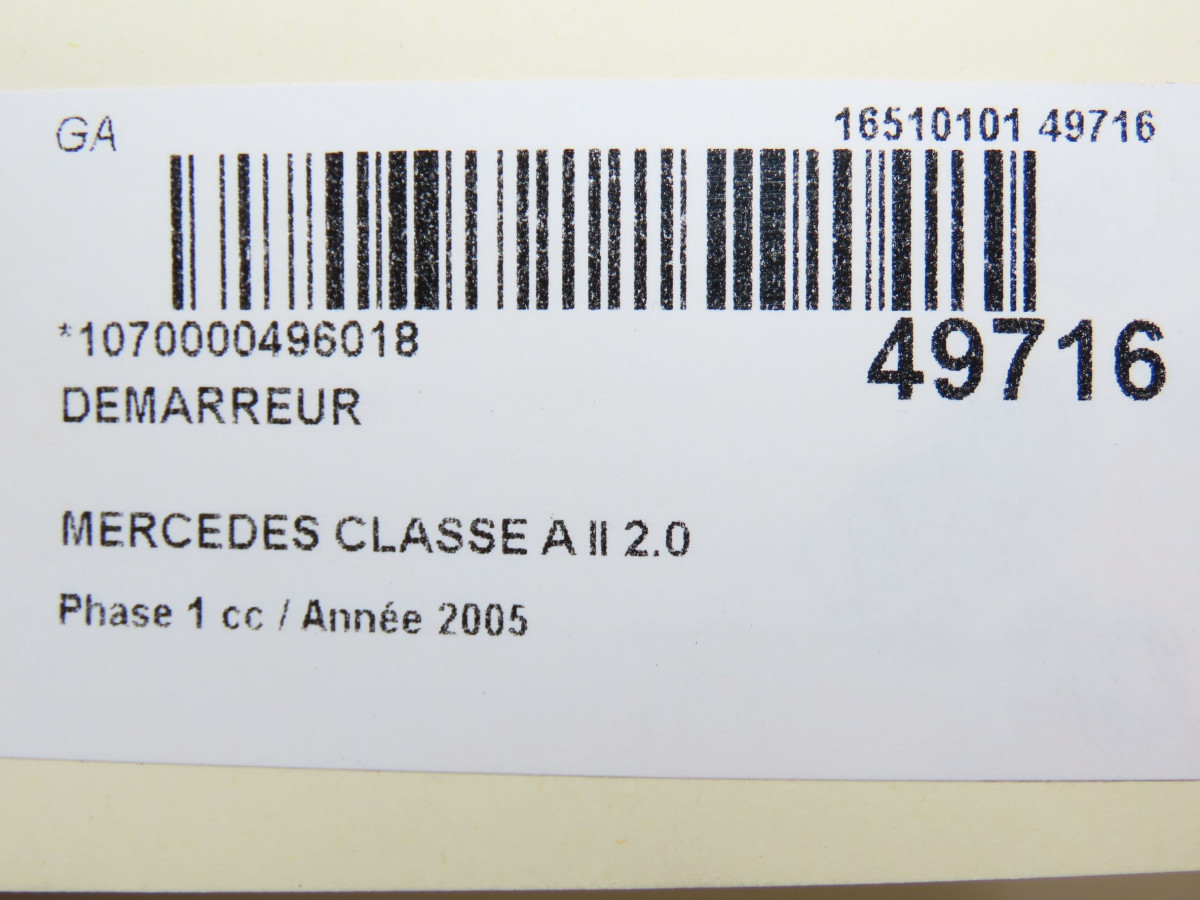 GA
16510101 49716
*1070000496018
49716
DEMARREUR
MERCEDES CLASSE A II 2.0
Phase 1 cc / Année 2005